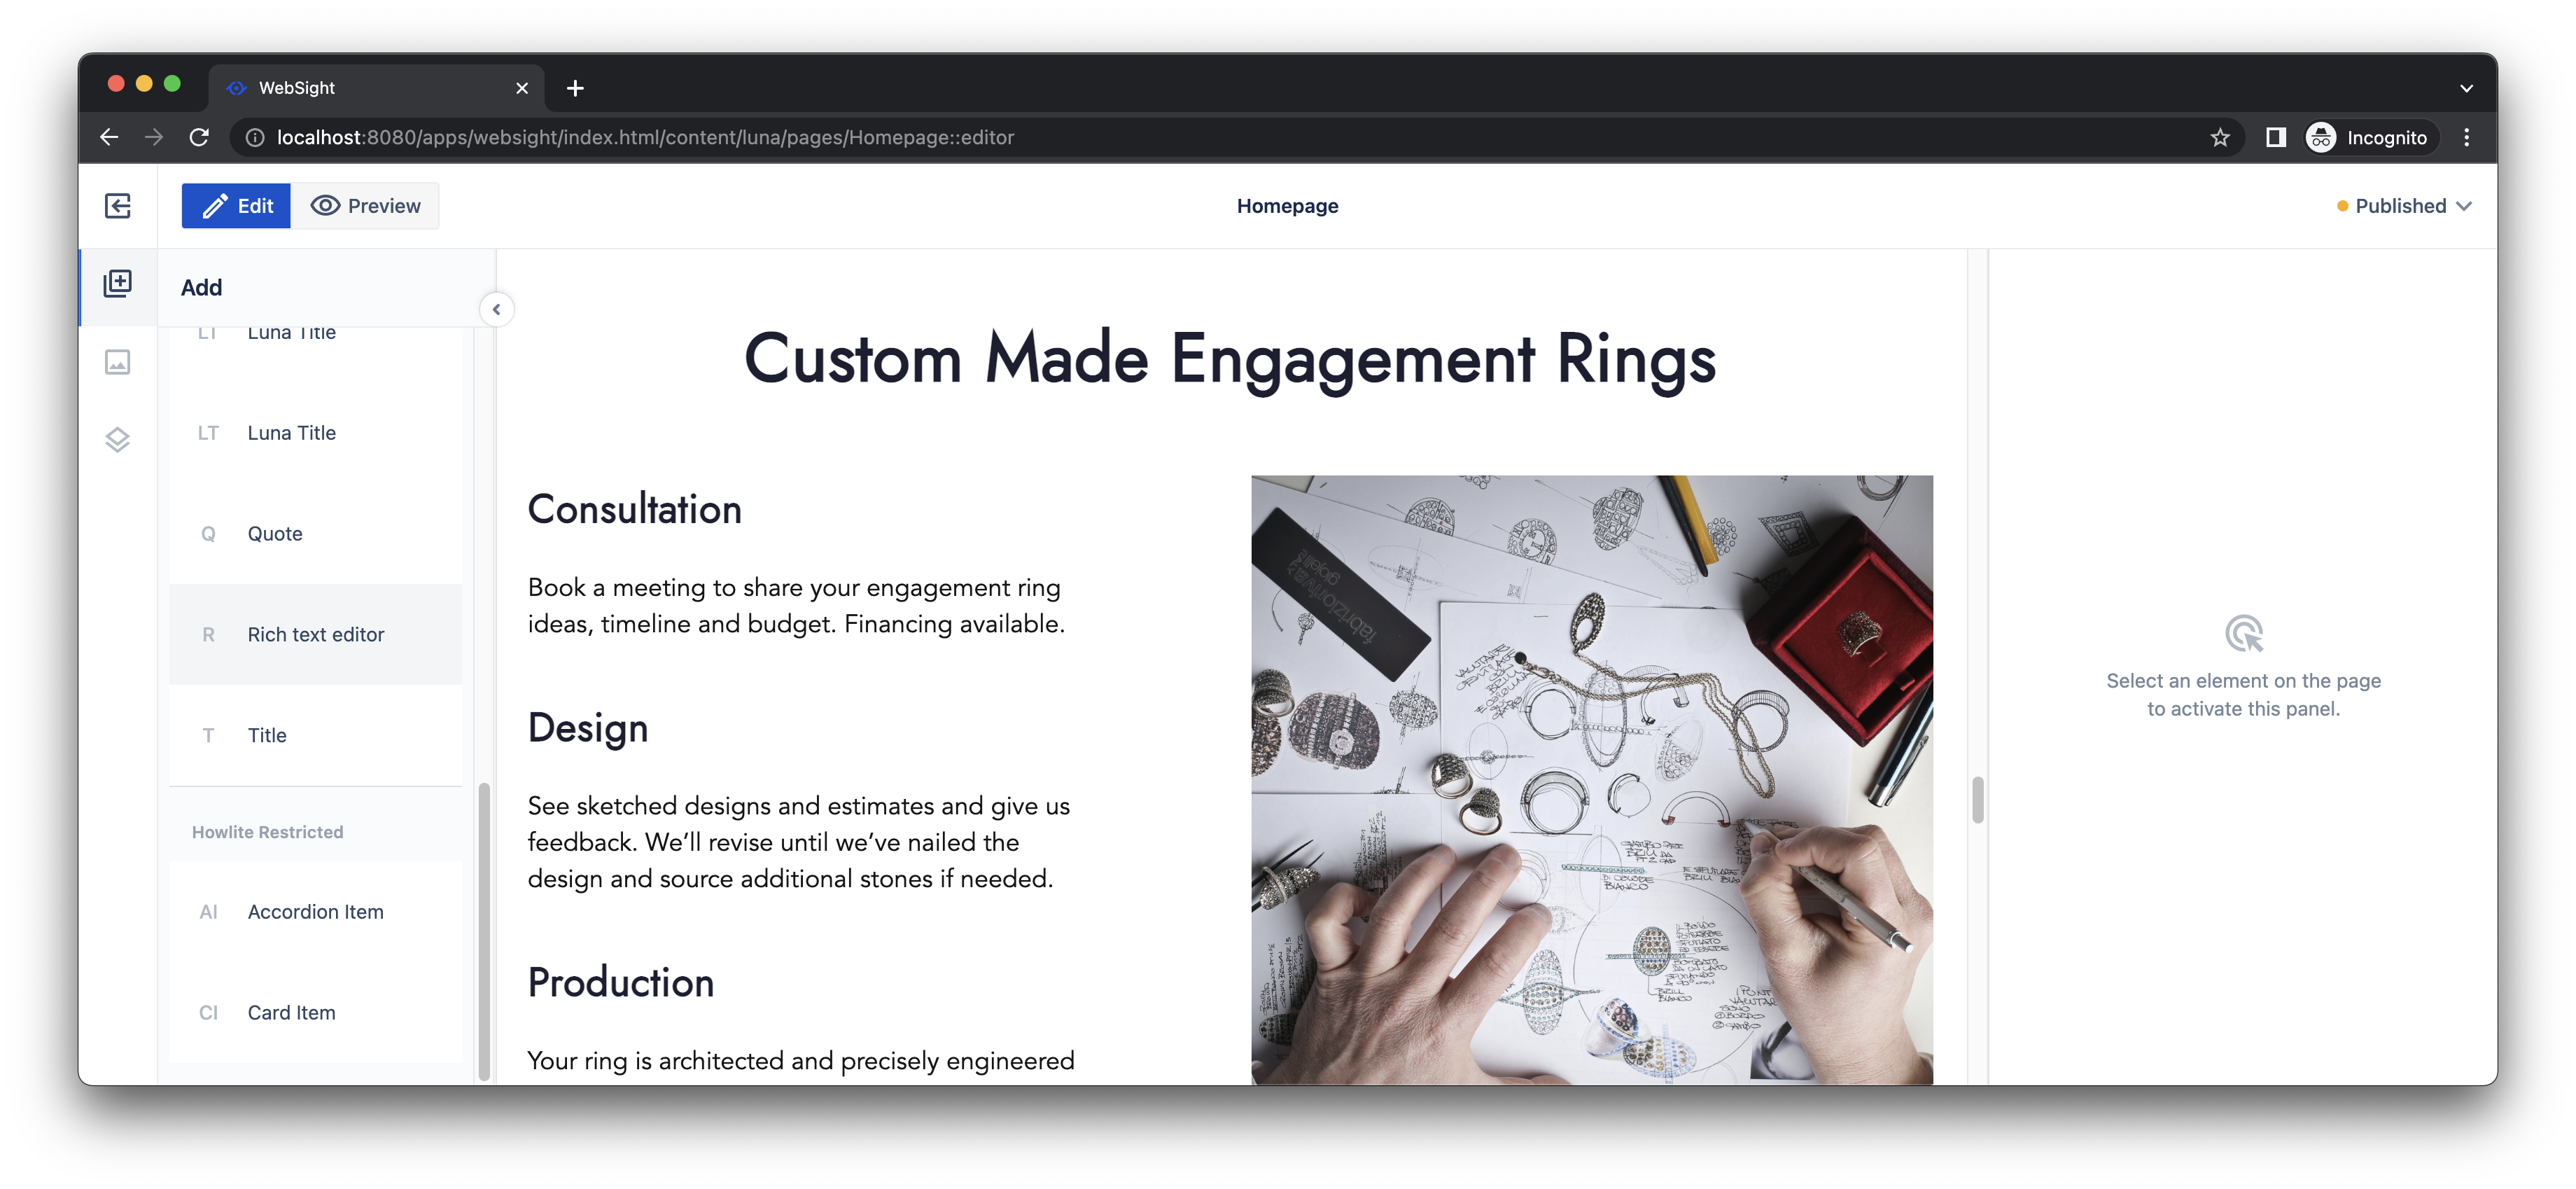 WebSight
localhost:8080/apps/websight/index.html/content/luna/pages/Homepage::editor
Incognito
Edit
Preview
Homepage
Published
Add
LT Luna Title
LT Luna Title
Q Quote
R Rich text editor
T Title
Howlite Restricted
AI Accordion Item
CI Card Item
Custom Made Engagement Rings
Consultation
Book a meeting to share your engagement ring
ideas, timeline and budget. Financing available.
Design
See sketched designs and estimates and give us
feedback. We’ll revise until we’ve nailed the
design and source additional stones if needed.
Production
Your ring is architected and precisely engineered
gioielli
BIANCO
BIANCO
Select an element on the page
to activate this panel.